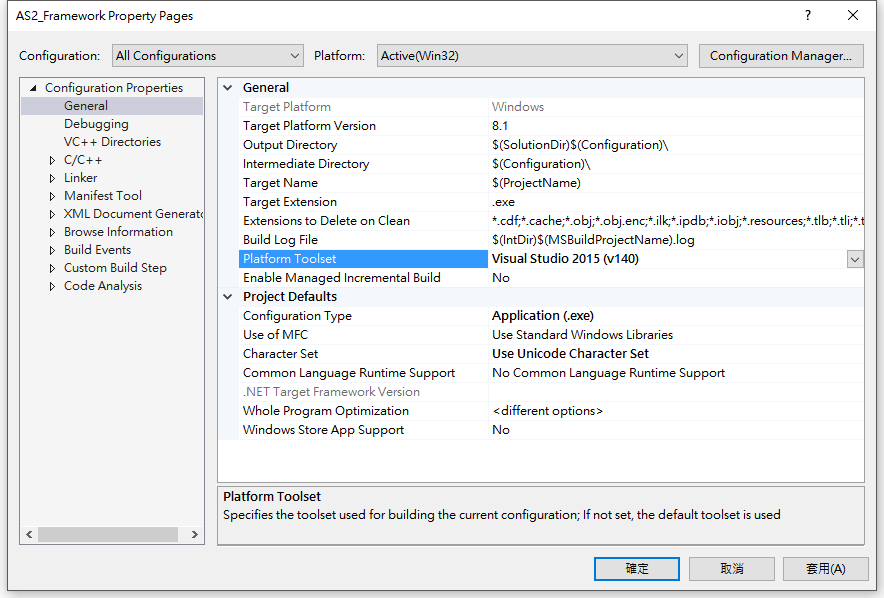 AS2_Framework Property Pages
Configuration: All Configurations Platform: Active(Win32) Configuration Manager...
Configuration Properties
General
Debugging
VC++ Directories
C/C++
Linker
Manifest Tool
XML Document Generato
Browse Information
Build Events
Custom Build Step
Code Analysis
General
Target Platform Windows
Target Platform Version 8.1
Output Directory $(SolutionDir)$(Configuration)\
Intermediate Directory $(Configuration)\
Target Name $(ProjectName)
Target Extension .exe
Extensions to Delete on Clean *.cdf;*.cache;*.obj;*.obj.enc;*.ilk;*.ipdb;*.iobj;*.resources;*.tlb;*.tli;*.t
Build Log File $(IntDir)$(MSBuildProjectName).log
Platform Toolset Visual Studio 2015 (v140)
Enable Managed Incremental Build No
Project Defaults
Configuration Type Application (.exe)
Use of MFC Use Standard Windows Libraries
Character Set Use Unicode Character Set
Common Language Runtime Support No Common Language Runtime Support
.NET Target Framework Version
Whole Program Optimization <different options>
Windows Store App Support No
Platform Toolset
Specifies the toolset used for building the current configuration; If not set, the default toolset is used
確定 取消 套用(A)